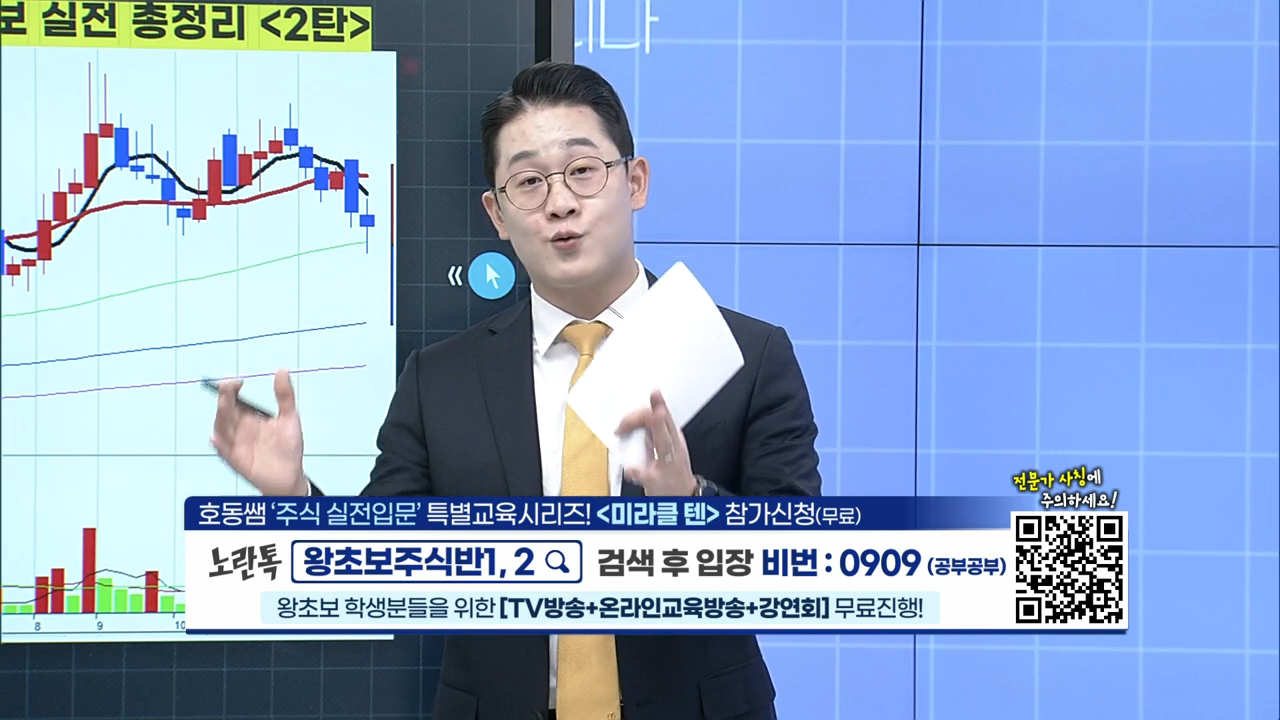 보 실전 총정리 <2탄>
전문가 사칭에
주의하세요!
호동쌤 '주식 실전입문' 특별교육시리즈! <미라클 텐> 참가신청(무료)
노란톡 왕초보주식반1, 2 검색 후 입장 비번 : 0909 (공부공부)
왕초보 학생분들을 위한 [TV방송+온라인교육방송+강연회] 무료진행!
8 9 10